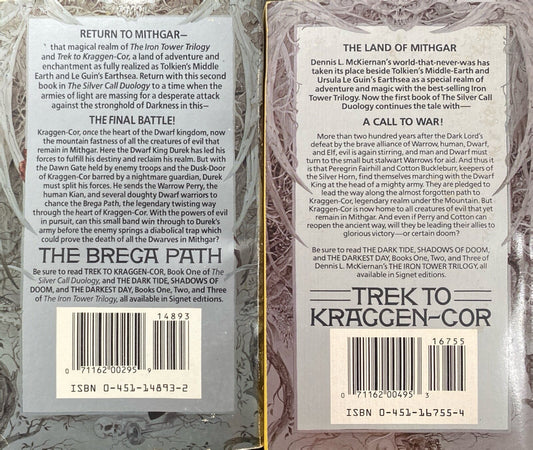 RETURN TO MITHGAR—
that magical realm of The Iron Tower Trilogy
and Trek to Kraggen-Cor, a land of adventure and
enchantment as fully realized as Tolkien's Middle
Earth and Le Guin's Earthsea. Return with this second
book in The Silver Call Duology to a time when the
armies of light are massing for a desperate attack
against the stronghold of Darkness in this—
THE FINAL BATTLE!
Kraggen-Cor, once the heart of the Dwarf kingdom, now
the mountain fastness of all the creatures of evil that
remain in Mithgar. Here the Dwarf King Durek has led his
forces to fulfill his destiny and reclaim his realm. But with
the Dawn Gate held by enemy troops and the Dusk-Door
of Kraggen-Cor barred by a nightmare guardian, Durek
must split his forces. He sends the Warrow Perry, the
human Kian, and several doughty Dwarf warriors to
chance the Brega Path, the legendary twisting way
through the heart of Kraggen-Cor. With the powers of evil
in pursuit, can this small band win through to Durek's
army before the enemy springs a diabolical trap which
could prove the death of all the Dwarves in Mithgar?
THE BREGA PATH
Be sure to read TREK TO KRAGGEN-COR, Book One of The
Silver Call Duology, and THE DARK TIDE, SHADOWS OF
DOOM, and THE DARKEST DAY, Books One, Two, and Three
of The Iron Tower Trilogy, all available in Signet editions.
14893
0 71162 00295 9
ISBN 0-451-14893-2
THE LAND OF MITHGAR
Dennis L. McKiernan's world-that-never-was has
taken its place beside Tolkien's Middle-Earth and
Ursula Le Guin's Earthsea as a special realm of
adventure and magic with the best-selling Iron
Tower Trilogy. Now the first book of The Silver Call
Duology continues the tale with—
A CALL TO WAR!
More than two hundred years after the Dark Lord's
defeat by the brave alliance of Warrow, human, Dwarf,
and Elf, evil is again stirring, and man and Dwarf must
turn to the small but stalwart Warrows for aid. And thus it
is that Peregrin Fairhill and Cotton Buckleburr, keepers of
the Silver Horn, find themselves marching with the Dwarf
King at the head of a mighty army. They are pledged to
lead the way along the almost forgotten path to
Kraggen-Cor, legendary realm under the Mountain. But
Kraggen-Cor is now home to all creatures of evil that yet
remain in Mithgar. And even if Perry and Cotton can
reopen the ancient way, will they be leading their allies to
glorious victory—or certain doom?
Be sure to read THE DARK TIDE, SHADOWS OF DOOM,
and THE DARKEST DAY, Books One, Two, and Three of
Dennis L. McKiernan's THE IRON TOWER TRILOGY, all
available in Signet editions.
TREK TO
KRAGGEN-COR
16755
0 71162 00495 3
ISBN 0-451-16755-4